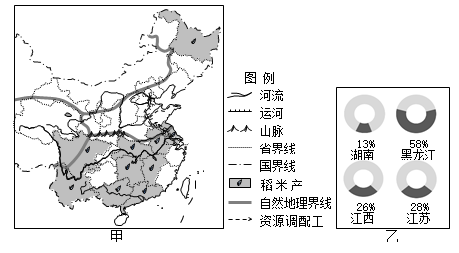 图 例
河流
运河
山脉
省界线
国界线
稻米产
自然地理界线
资源调配工
甲
13%
湖南
58%
黑龙江
26%
江西
28%
江苏
乙